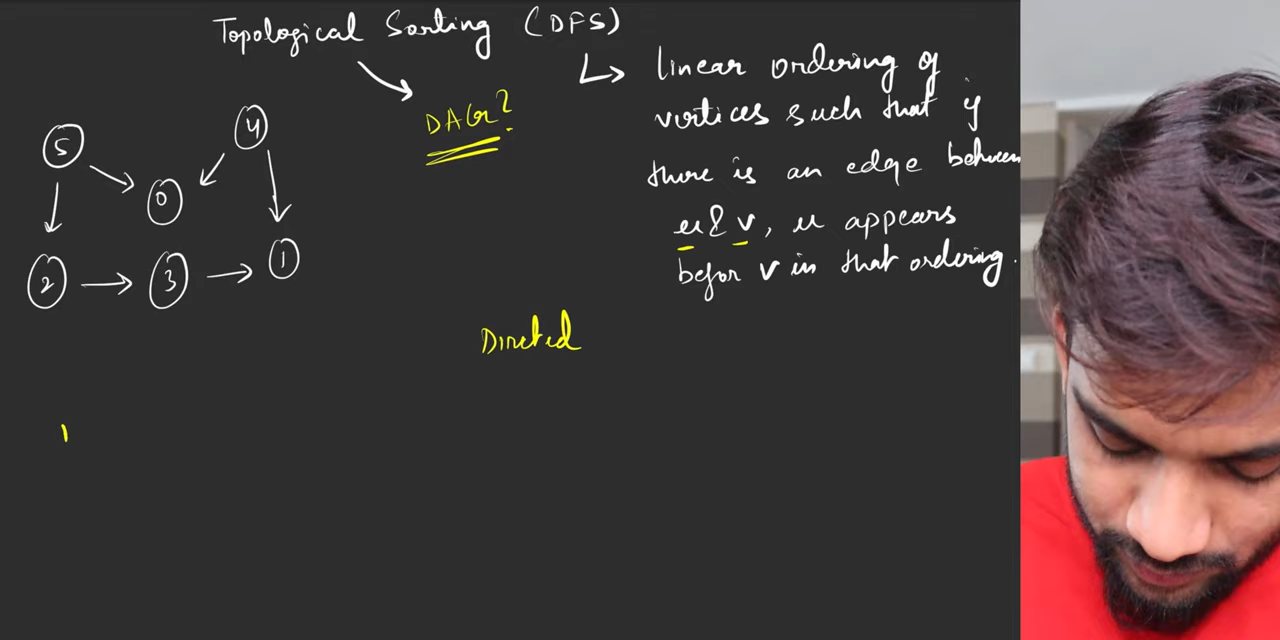 Topological Sorting (DFS)
DAG?
linear ordering of
vertices such that if
there is an edge between
u & v, u appears
befor v in that ordering.
5
4
0
2
3
1
Directed